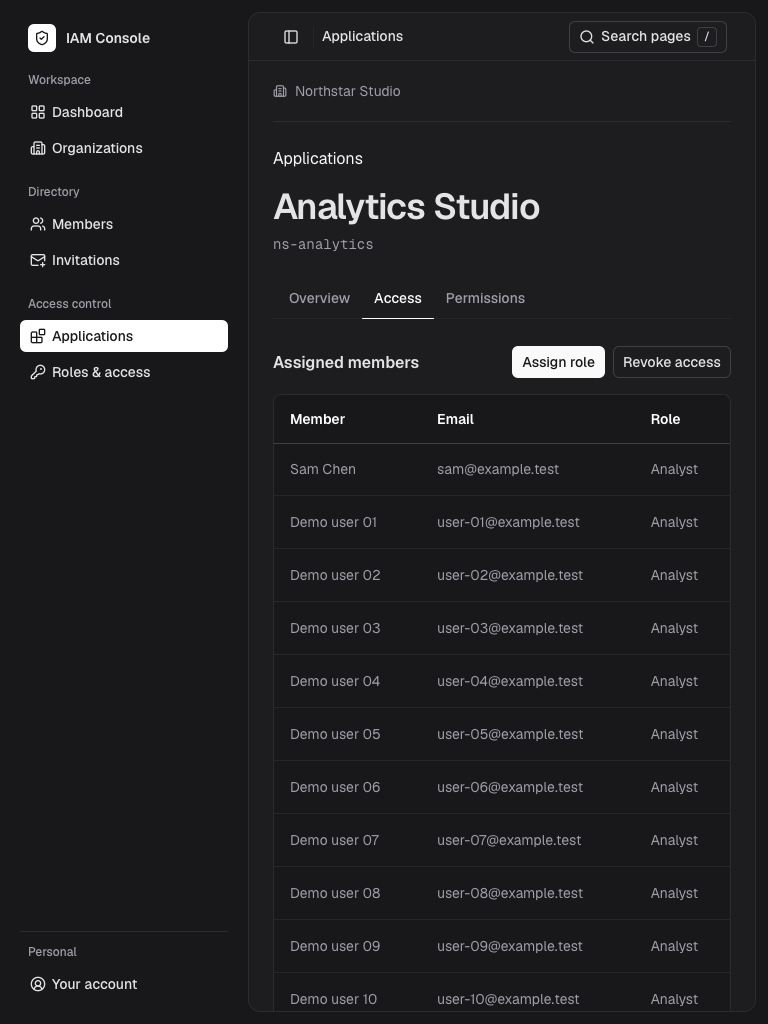 IAM Console
Workspace
Dashboard
Organizations
Directory
Members
Invitations
Access control
Applications
Roles & access
Personal
Your account
Applications
Search pages /
Northstar Studio
Applications
Analytics Studio
ns-analytics
Overview Access Permissions
Assigned members Assign role Revoke access
Member Email Role
Sam Chen sam@example.test Analyst
Demo user 01 user-01@example.test Analyst
Demo user 02 user-02@example.test Analyst
Demo user 03 user-03@example.test Analyst
Demo user 04 user-04@example.test Analyst
Demo user 05 user-05@example.test Analyst
Demo user 06 user-06@example.test Analyst
Demo user 07 user-07@example.test Analyst
Demo user 08 user-08@example.test Analyst
Demo user 09 user-09@example.test Analyst
Demo user 10 user-10@example.test Analyst